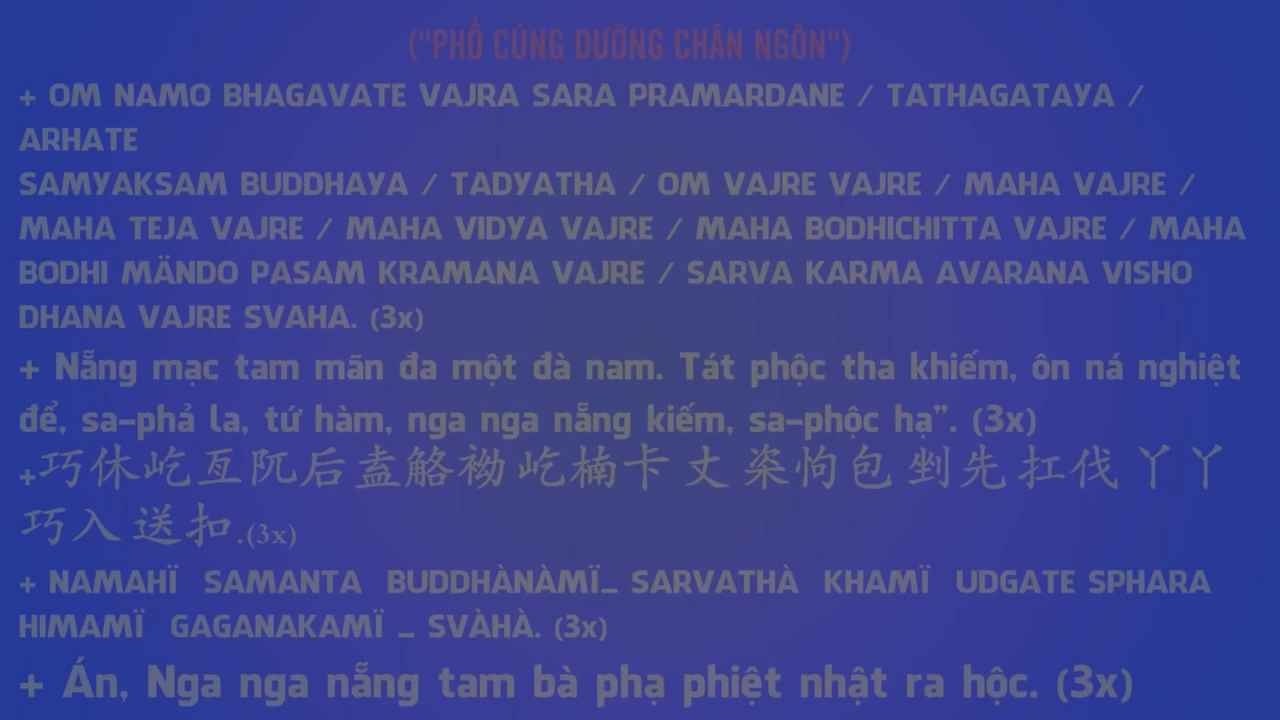 ("PHỔ CÚNG DƯỜNG CHÂN NGÔN")
+ OM NAMO BHAGAVATE VAJRA SARA PRAMARDANE / TATHAGATAYA /
ARHATE
SAMYAKSAM BUDDHAYA / TADYATHA / OM VAJRE VAJRE / MAHA VAJRE /
MAHA TEJA VAJRE / MAHA VIDYA VAJRE / MAHA BODHICHITTA VAJRE / MAHA
BODHI MÄNDO PASAM KRAMANA VAJRE / SARVA KARMA AVARANA VISHO
DHANA VAJRE SVAHA. (3x)
+ Nẵng mạc tam mãn đa một đà nam. Tát phộc tha khiếm, ôn ná nghiệt
để, sa-phả la, tứ hàm, nga nga nẵng kiếm, sa-phộc hạ”. (3x)
+巧休屹亙阢后盍觡袎屹楠卡丈栥怐包剉先扛伐丫丫
巧入送扣.(3x)
+ NAMAHÏ SAMANTA BUDDHÀNÀMÏ_ SARVATHÀ KHAMÏ UDGATE SPHARA
HIMAMÏ GAGANAKAMÏ _ SVÀHÀ. (3x)
+ Án, Nga nga nẵng tam bà phạ phiệt nhật ra hộc. (3x)